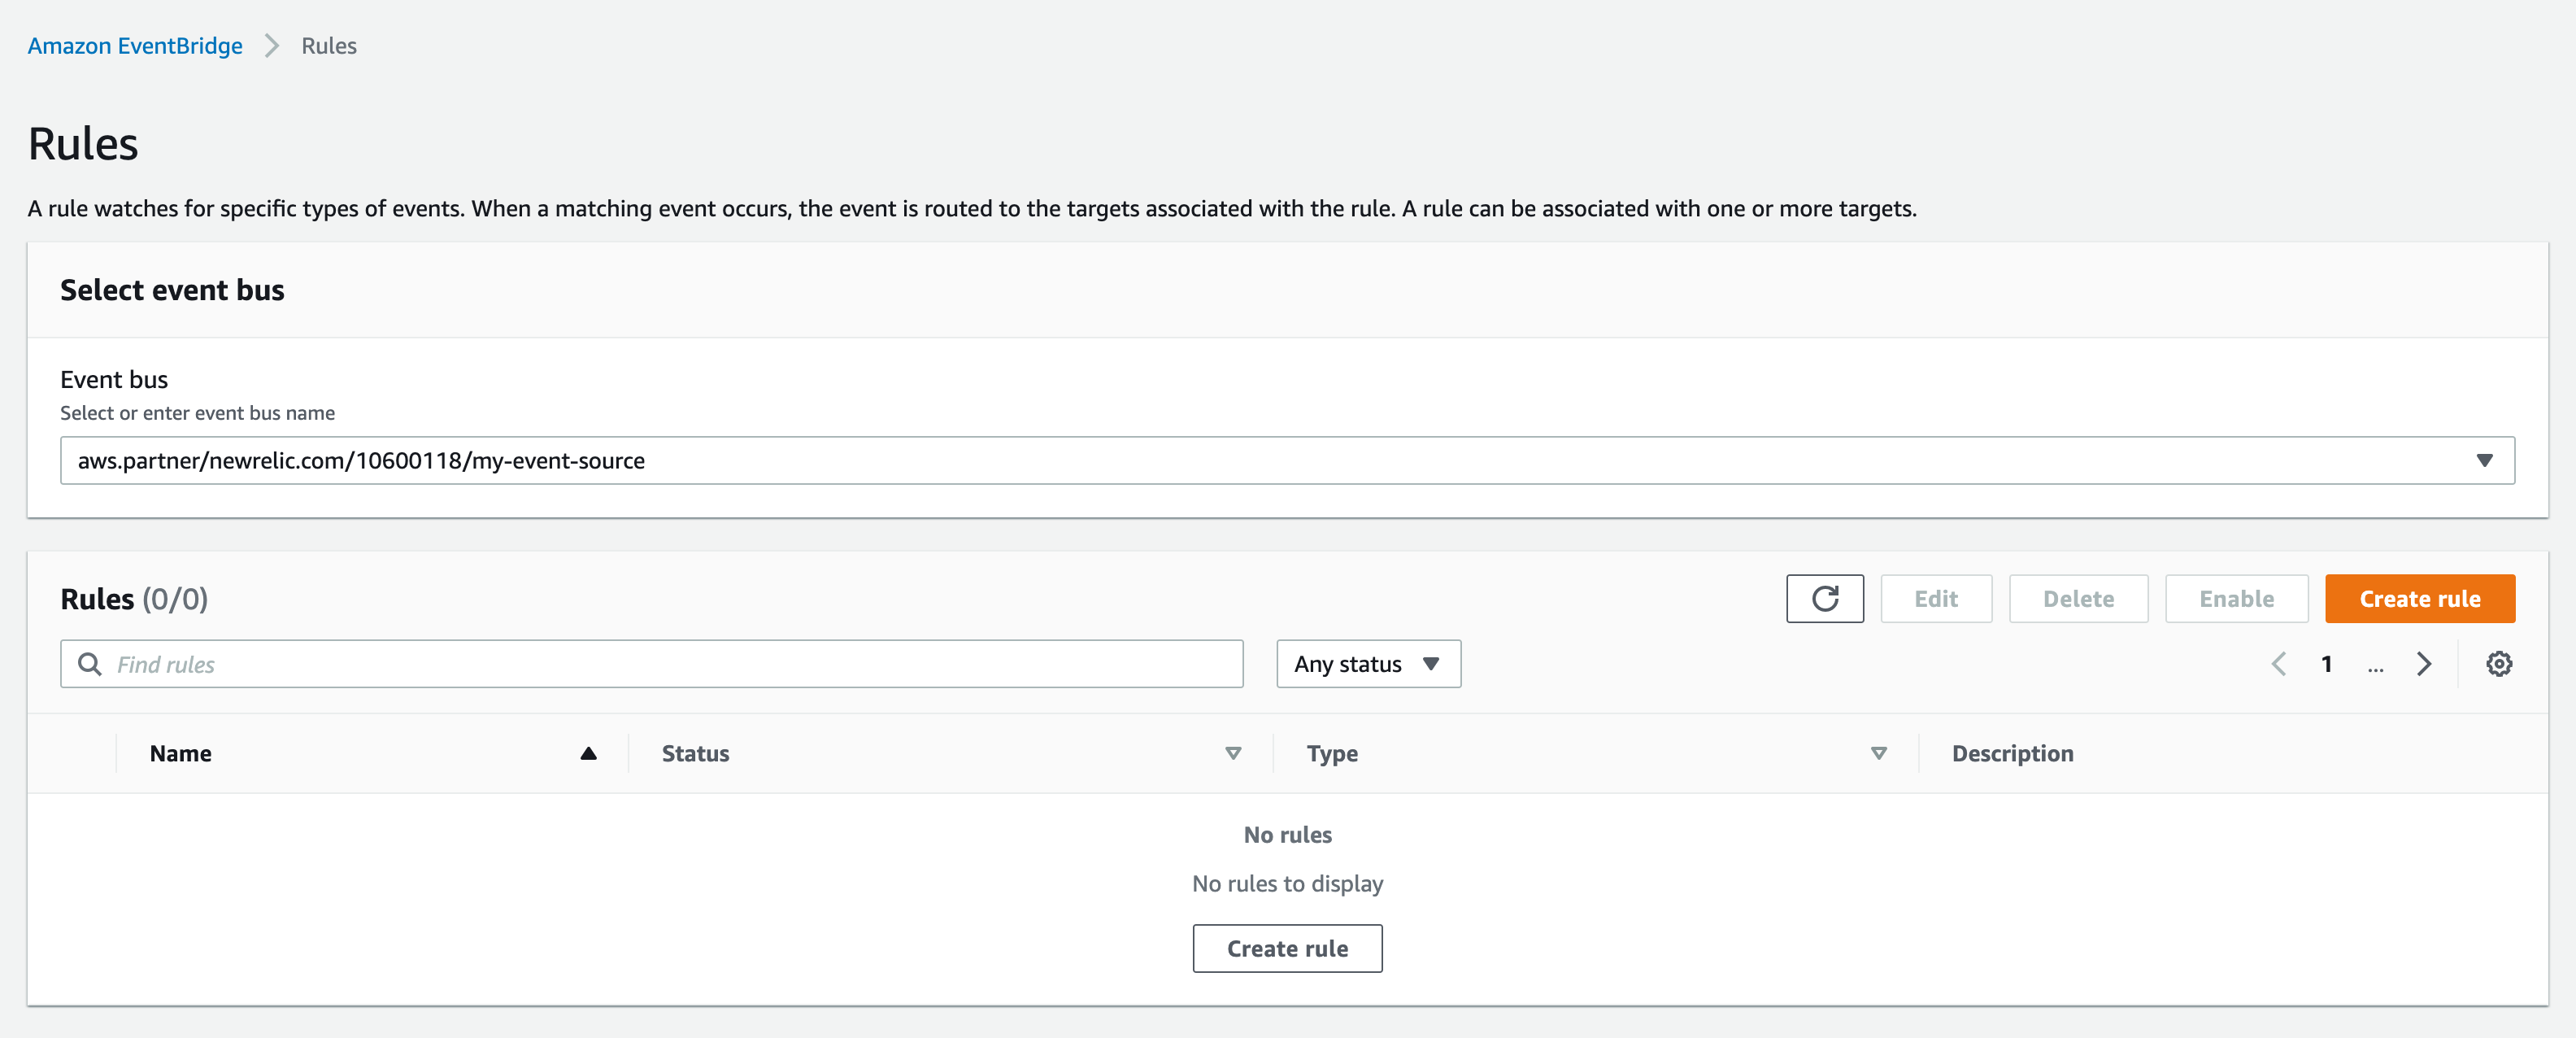 Amazon EventBridge Rules
Rules
A rule watches for specific types of events. When a matching event occurs, the event is routed to the targets associated with the rule. A rule can be associated with one or more targets.
Select event bus
Event bus
Select or enter event bus name
aws.partner/newrelic.com/10600118/my-event-source
Rules (0/0) Edit Delete Enable Create rule
Find rules Any status 1 ...
Name Status Type Description
No rules
No rules to display
Create rule